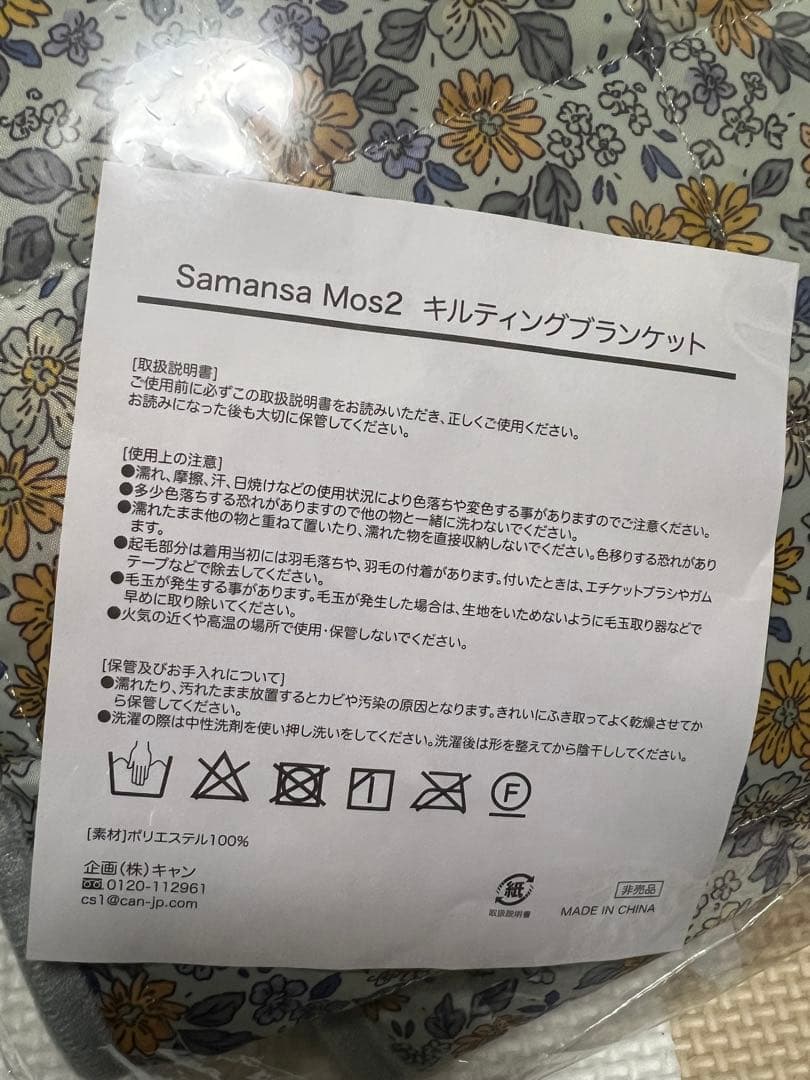 Samansa Mos2 キルティングブランケット
[取扱説明書]
ご使用前に必ずこの取扱説明書をお読みいただき、正しくご使用ください。
お読みになった後も大切に保管してください。
[使用上の注意]
●濡れ、摩擦、汗、日焼けなどの使用状況により色落ちや変色する事がありますのでご注意ください。
●多少色落ちする恐れがありますので他の物と一緒に洗わないでください。
●濡れたまま他の物と重ねて置いたり、濡れた物を直接収納しないでください。色移りする恐れがあり
ます。
●起毛部分は着用当初には羽毛落ちや、羽毛の付着があります。付いたときは、エチケットブラシやガム
テープなどで除去してください。
●毛玉が発生する事があります。毛玉が発生した場合は、生地をいためないように毛玉取り器などで
早めに取り除いてください。
●火気の近くや高温の場所で使用・保管しないでください。
[保管及びお手入れについて]
●濡れたり、汚れたまま放置するとカビや汚染の原因となります。きれいにふき取ってよく乾燥させてか
ら保管してください。
●洗濯の際は中性洗剤を使い押し洗いをしてください。洗濯後は形を整えてから陰干ししてください。
F
[素材]ポリエステル100%
企画(株)キャン
0120-112961
cs1@can-jp.com
紙
取扱説明書
非売品
MADE IN CHINA